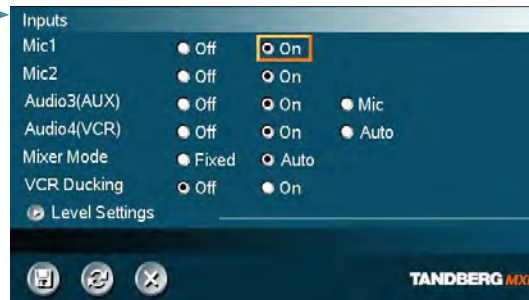 Inputs
Mic1 Off On
Mic2 Off On
Audio3(AUX) Off On Mic
Audio4(VCR) Off On Auto
Mixer Mode Fixed Auto
VCR Ducking Off On
Level Settings
TANDBERG MXP